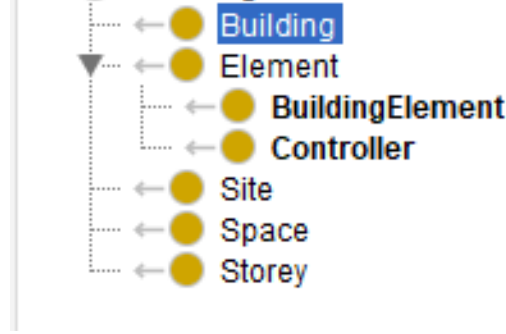 Building
Element
BuildingElement
Controller
Site
Space
Storey